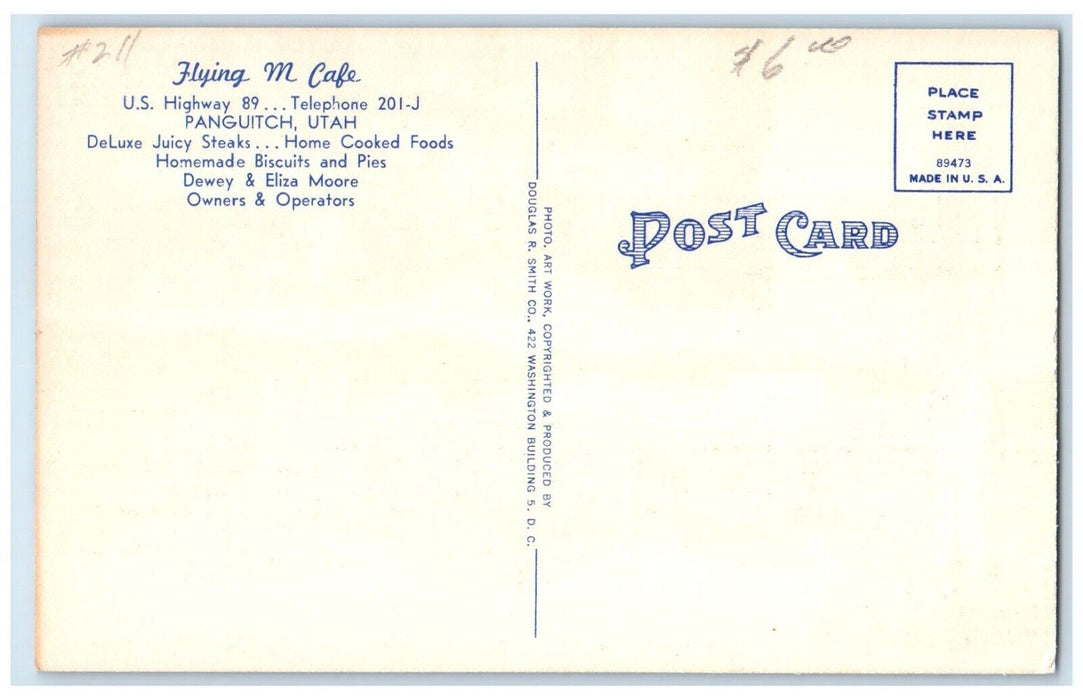 #211
$6.00
Flying M Cafe
U.S. Highway 89...Telephone 201-J
PANGUITCH, UTAH
DeLuxe Juicy Steaks...Home Cooked Foods
Homemade Biscuits and Pies
Dewey & Eliza Moore
Owners & Operators
PHOTO, ART WORK, COPYRIGHTED & PRODUCED BY
DOUGLAS R. SMITH CO., 422 WASHINGTON BUILDING 5, D. C.
POST CARD
PLACE
STAMP
HERE
89473
MADE IN U. S. A.